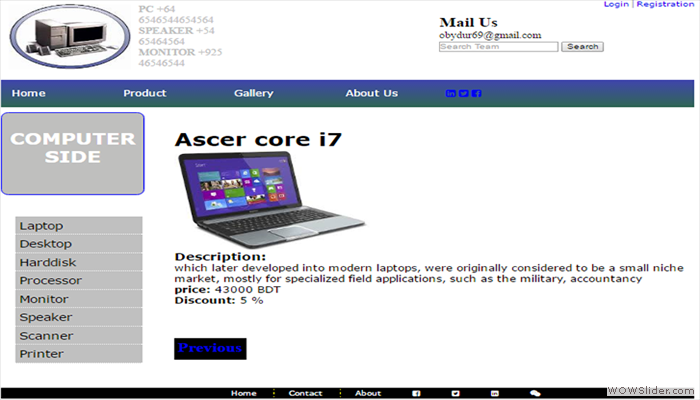 Login | Registration
PC +64
6546544654564
SPEAKER +54
65464564
MONITOR +925
46546544
Mail Us
obydur69@gmail.com
Search Team Search
Home Product Gallery About Us
COMPUTER
SIDE
Laptop
Desktop
Harddisk
Processor
Monitor
Speaker
Scanner
Printer
Ascer core i7
Description:
which later developed into modern laptops, were originally considered to be a small niche
market, mostly for specialized field applications, such as the military, accountancy
price: 43000 BDT
Discount: 5 %
Previous
Home Contact About
WOWSlider.com